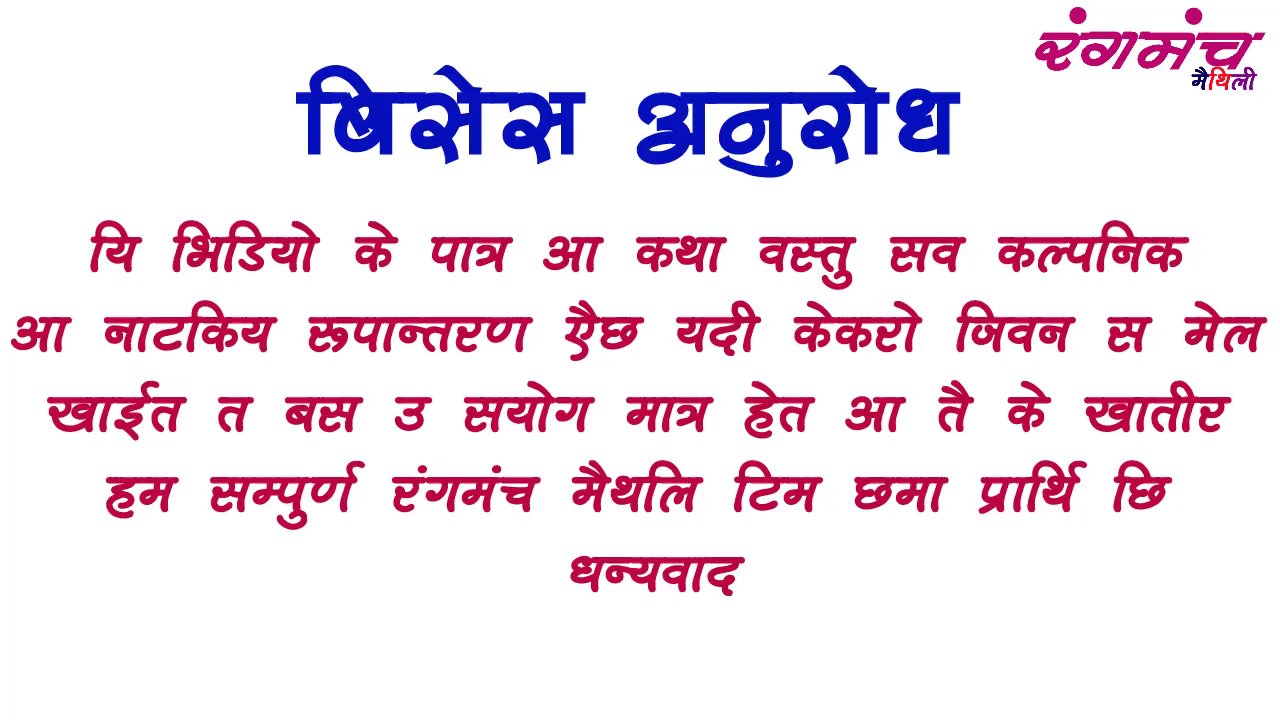 रंगमंच
मैथिली
बिसेस अनुरोध
यि भिडियो के पात्र आ कथा वस्तु सव कल्पनिक
आ नाटकिय रूपान्तरण एैछ यदी केकरो जिवन स मेल
खाईत त बस उ सयोग मात्र हेत आ तै के खातीर
हम सम्पुर्ण रंगमंच मैथलि टिम छमा प्रार्थि छि
धन्यवाद